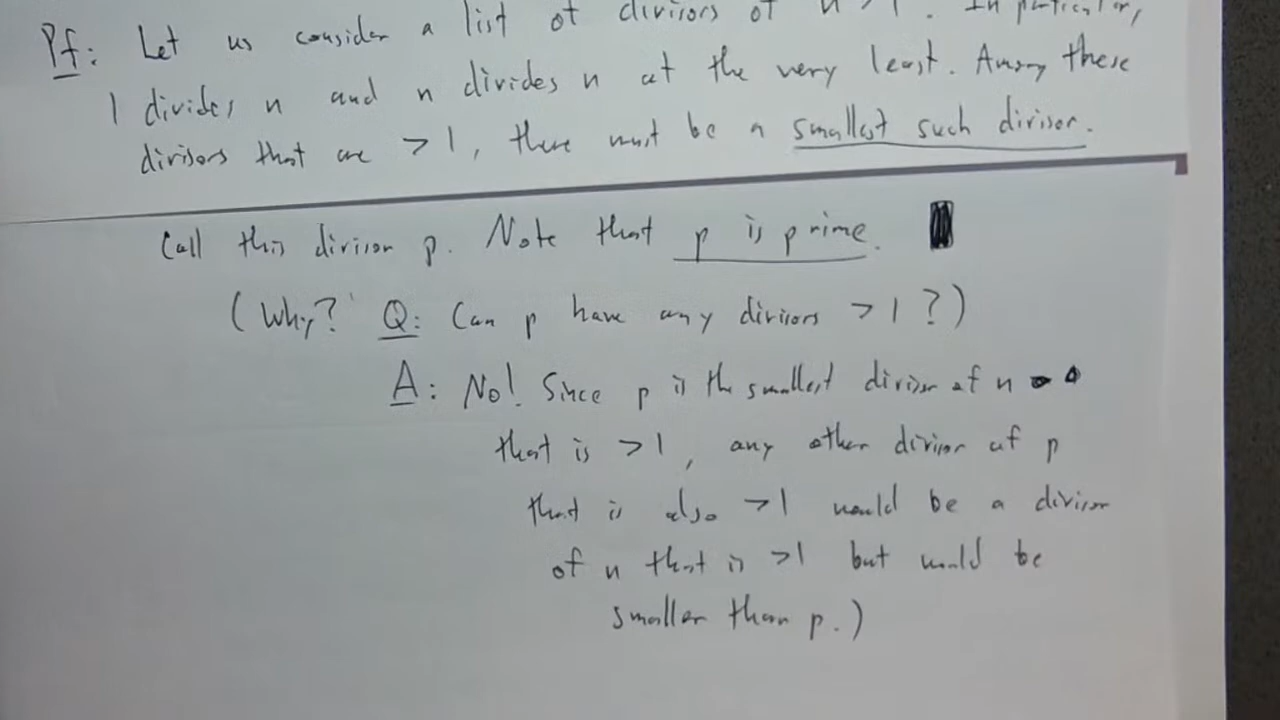 Pf: Let us consider a list of divisors of n > 1. In particular,
1 divides n and n divides n at the very least. Among these
divisors that are > 1, there must be a smallest such divisor.
Call this divisor p. Note that p is prime.
(Why? Q: Can p have any divisors > 1?)
A: No! Since p is the smallest divisor of n
that is > 1, any other divisor of p
that is also > 1 would be a divisor
of n that is > 1 but would be
smaller than p.)